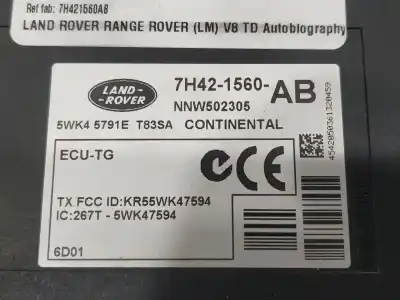 Ref fab: 7H421560AB
LAND ROVER RANGE ROVER (LM) V8 TD Autobiography
LAND-
ROVER
7H42-1560-AB
NNW502305
5WK4 5791E T83SA CONTINENTAL
ECU-TG
TX FCC ID:KR55WK47594
IC:267T - 5WK47594
6D01